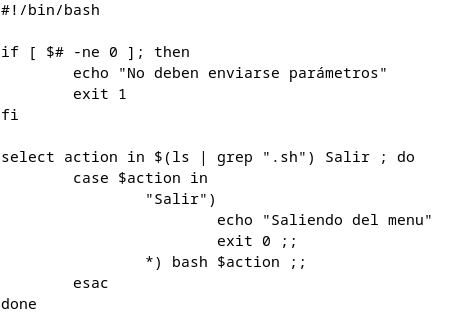 #!/bin/bash

if [ $# -ne 0 ]; then
        echo "No deben enviarse parámetros"
        exit 1
fi

select action in $(ls | grep ".sh") Salir ; do
        case $action in
                "Salir")
                        echo "Saliendo del menu"
                        exit 0 ;;
                *) bash $action ;;
        esac
done